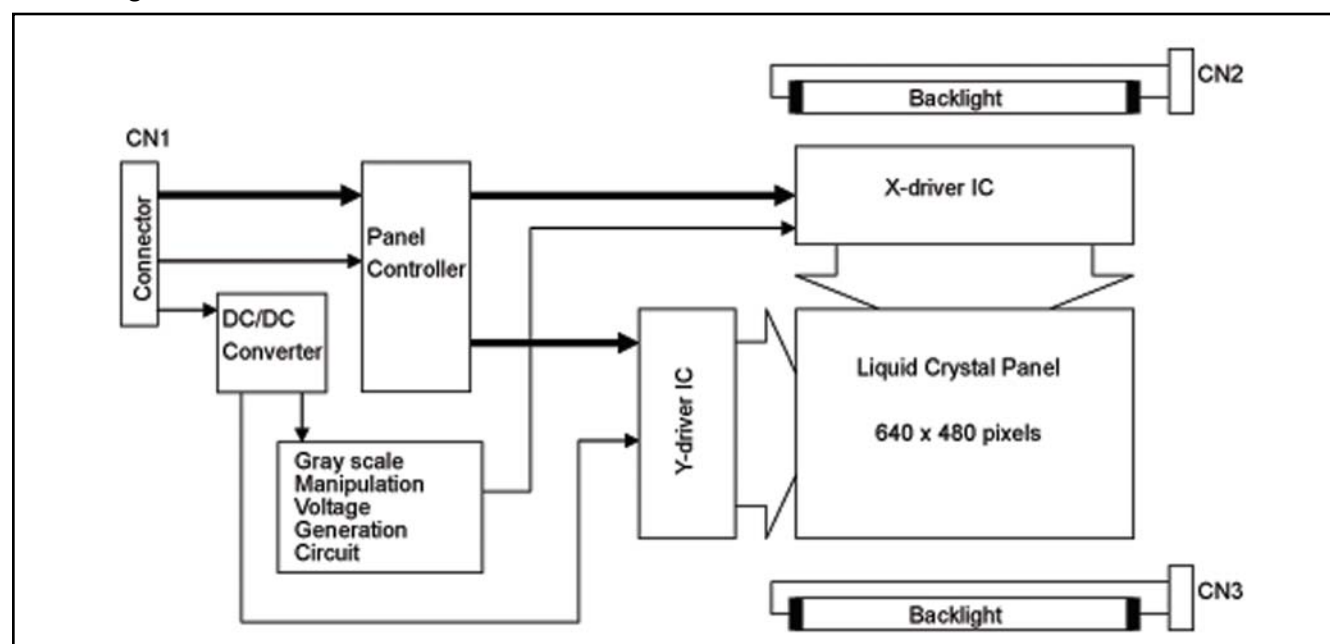 CN2
Backlight
CN1
Connector
Panel
Controller
X-driver IC
DC/DC
Converter
Y-driver IC
Liquid Crystal Panel
640 x 480 pixels
Gray scale
Manipulation
Voltage
Generation
Circuit
CN3
Backlight